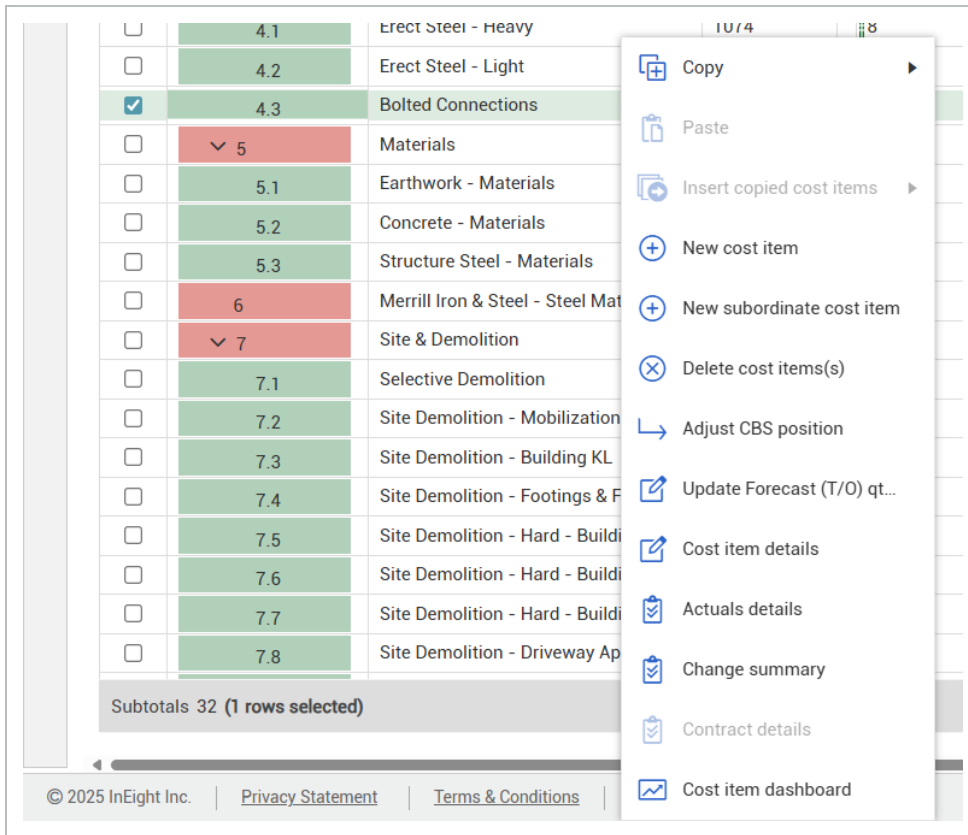 4.1 Erect Steel - Heavy 1074 8
4.2 Erect Steel - Light
4.3 Bolted Connections
5 Materials
5.1 Earthwork - Materials
5.2 Concrete - Materials
5.3 Structure Steel - Materials
6 Merrill Iron & Steel - Steel Mat
7 Site & Demolition
7.1 Selective Demolition
7.2 Site Demolition - Mobilization
7.3 Site Demolition - Building KL
7.4 Site Demolition - Footings & F
7.5 Site Demolition - Hard - Buildi
7.6 Site Demolition - Hard - Buildi
7.7 Site Demolition - Hard - Buildi
7.8 Site Demolition - Driveway Ap
Subtotals 32 (1 rows selected)
Copy
Paste
Insert copied cost items
New cost item
New subordinate cost item
Delete cost items(s)
Adjust CBS position
Update Forecast (T/O) qt...
Cost item details
Actuals details
Change summary
Contract details
Cost item dashboard
© 2025 InEight Inc. Privacy Statement Terms & Conditions